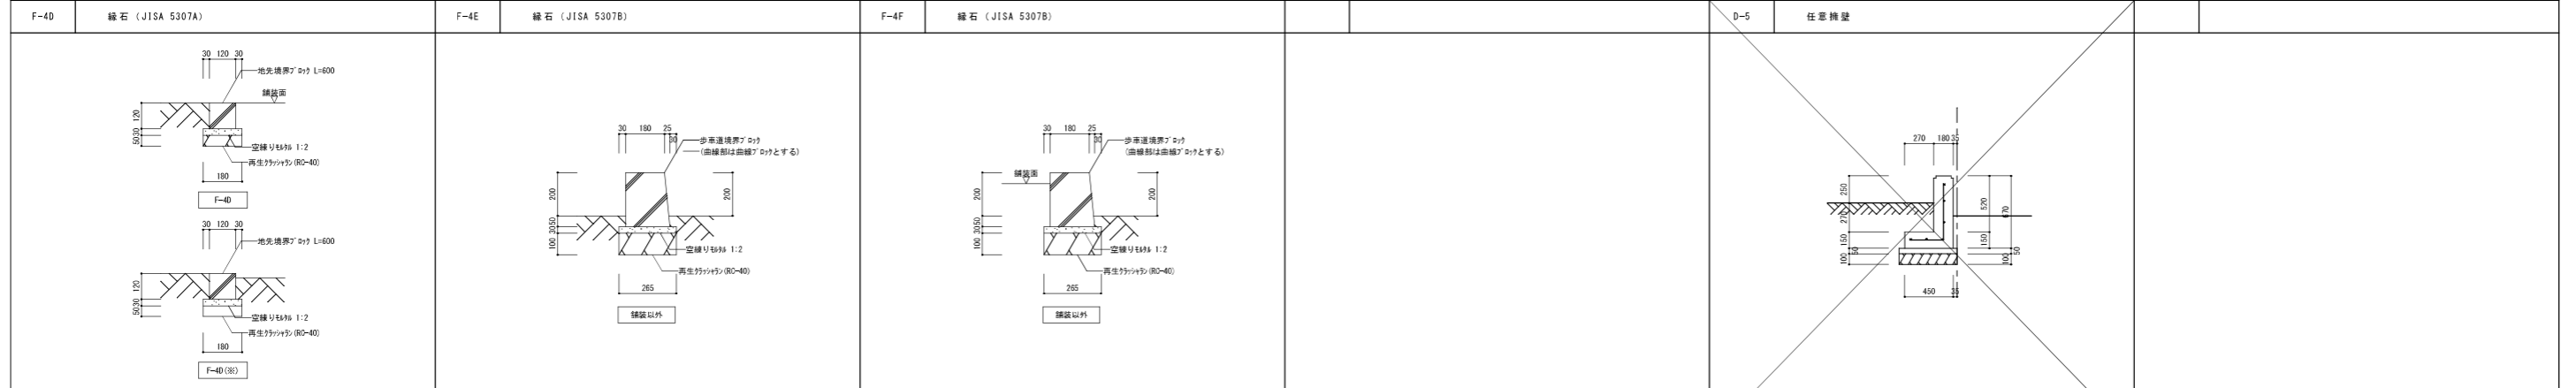 F-4D 縁石 (JISA 5307A)
30 120 30
地先境界ブロック L=600
舗装面
120
30
50
空練りモルタル 1:2
再生クラッシャラン(RC-40)
180
F-4D
30 120 30
地先境界ブロック L=600
120
30
50
空練りモルタル 1:2
再生クラッシャラン(RC-40)
180
F-4D(※)
F-4E 縁石 (JISA 5307B)
30 180 25
30
歩車道境界ブロック
(曲線部は曲線ブロックとする)
200
200
50
30
100
空練りモルタル 1:2
再生クラッシャラン(RC-40)
265
舗装以外
F-4F 縁石 (JISA 5307B)
30 180 25
30
歩車道境界ブロック
(曲線部は曲線ブロックとする)
舗装面
200
200
50
30
100
空練りモルタル 1:2
再生クラッシャラン(RC-40)
265
舗装以外
D-5 任意擁壁
270 180 35
250
270
150
50
100
520
670
150
50
100
450 35